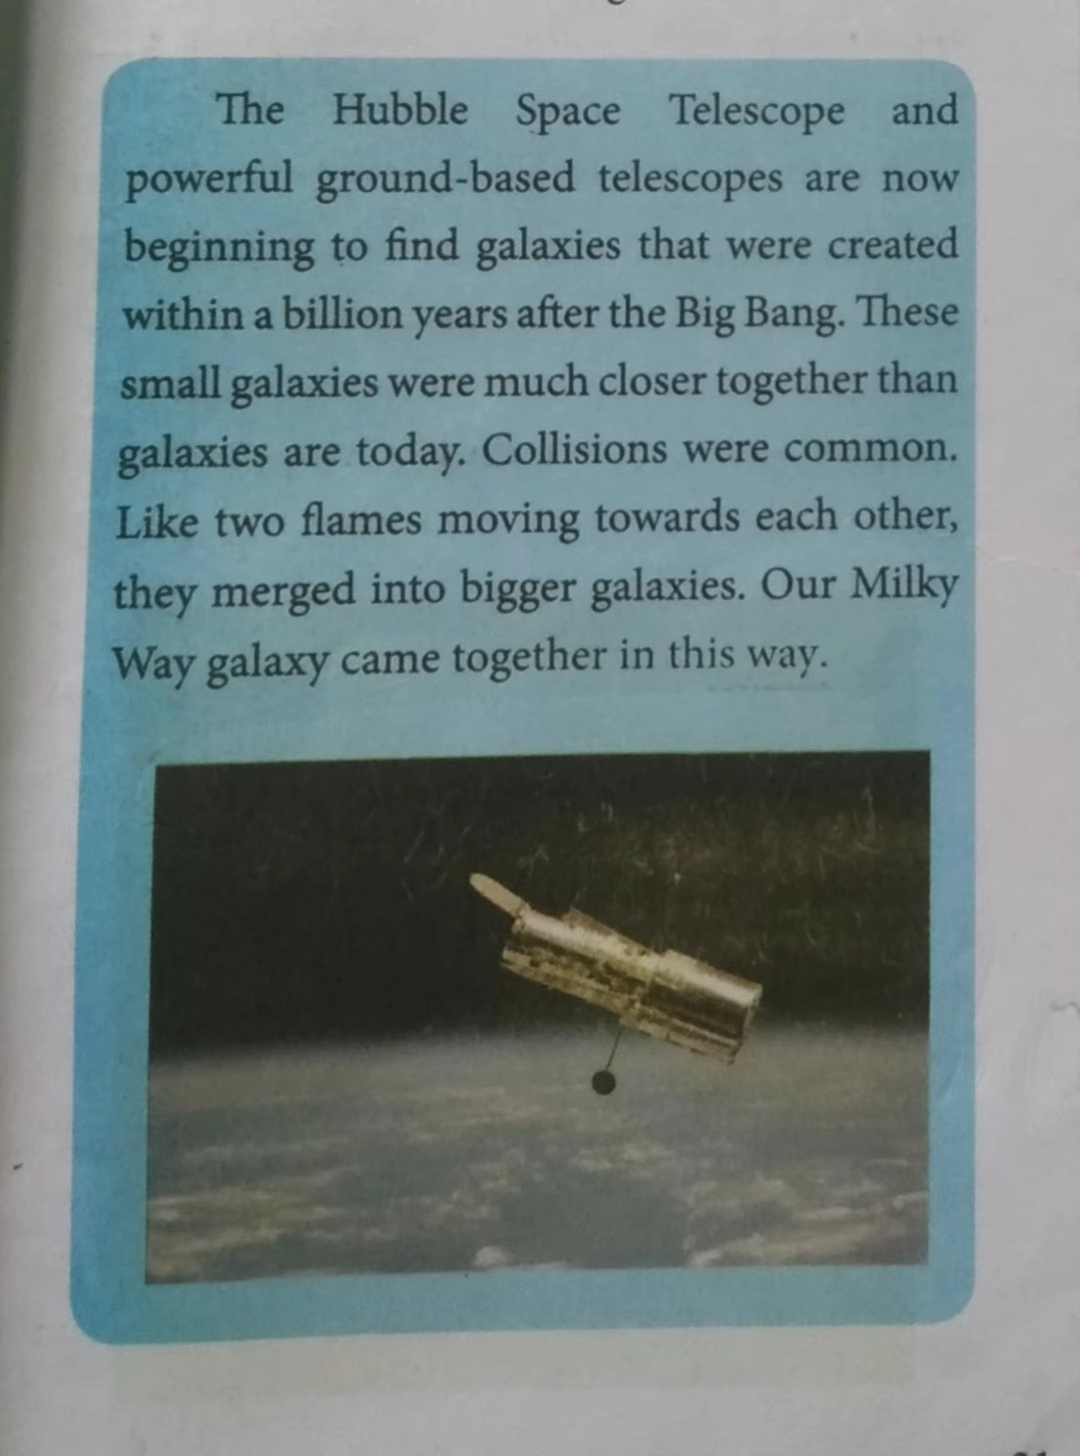 The Hubble Space Telescope and
powerful ground-based telescopes are now
beginning to find galaxies that were created
within a billion years after the Big Bang. These
small galaxies were much closer together than
galaxies are today. Collisions were common.
Like two flames moving towards each other,
they merged into bigger galaxies. Our Milky
Way galaxy came together in this way.